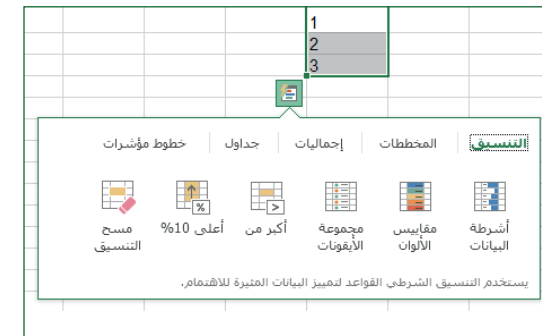 1
2
3
التنسيق المخططات إجماليات جداول خطوط مؤشرات
أشرطة البيانات
مقاييس الألوان
مجموعة الأيقونات
أكبر من
أعلى 10%
مسح التنسيق
يستخدم التنسيق الشرطي القواعد لتمييز البيانات المثيرة للاهتمام.